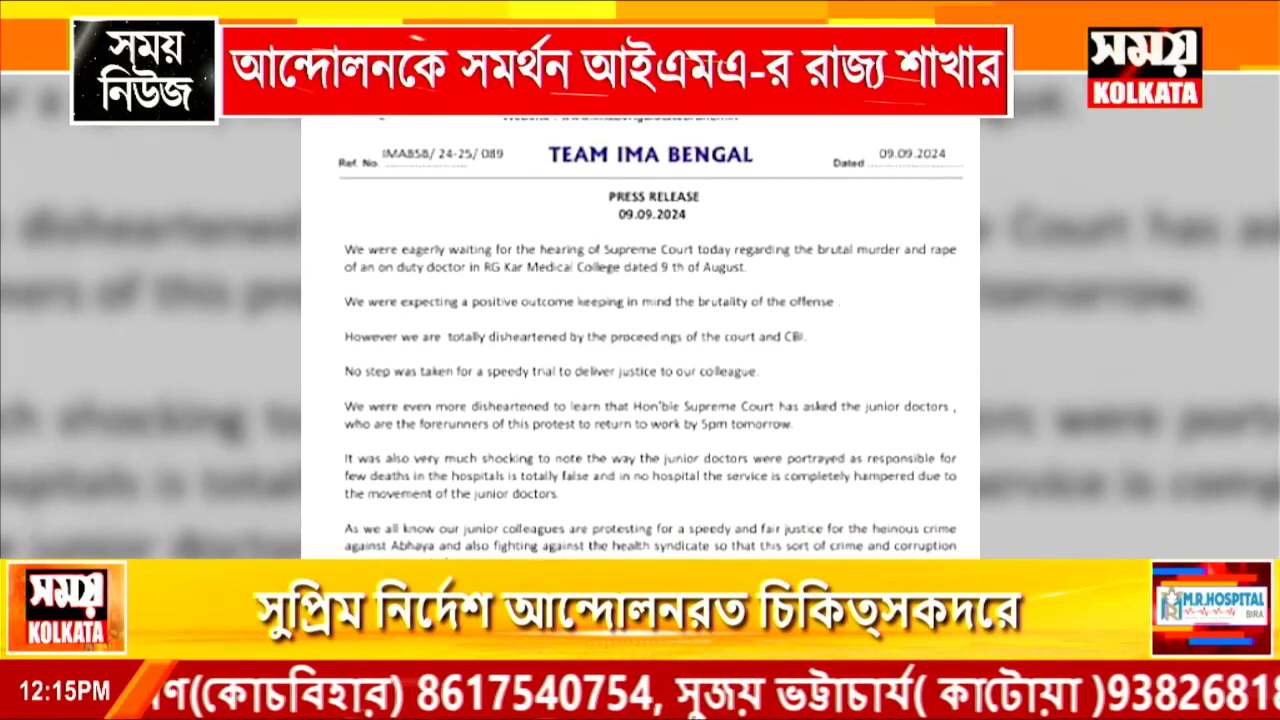 সময় নিউজ
আন্দোলনকে সমর্থন আইএমএ-র রাজ্য শাখার
সময় KOLKATA
Ref. No. IMABSB/ 24-25/ 089
TEAM IMA BENGAL
Dated 09.09.2024
PRESS RELEASE
09.09.2024
We were eagerly waiting for the hearing of Supreme Court today regarding the brutal murder and rape
of an on duty doctor in RG Kar Medical College dated 9 th of August.
We were expecting a positive outcome keeping in mind the brutality of the offense .
However we are totally disheartened by the proceedings of the court and CBI.
No step was taken for a speedy trial to deliver justice to our colleague.
We were even more disheartened to learn that Hon'ble Supreme Court has asked the junior doctors ,
who are the forerunners of this protest to return to work by 5pm tomorrow.
It was also very much shocking to note the way the junior doctors were portrayed as responsible for
few deaths in the hospitals is totally false and in no hospital the service is completely hampered due to
the movement of the junior doctors.
As we all know our junior colleagues are protesting for a speedy and fair justice for the heinous crime
against Abhaya and also fighting against the health syndicate so that this sort of crime and corruption
সময় KOLKATA
সুপ্রিম নির্দেশ আন্দোলনরত চিকিত্সকদরে
M.R.HOSPITAL
BIRA
12:15PM
ণ((কোচবিহার) 8617540754, সুজয় ভট্টাচার্য( কাটোয়া )93826818